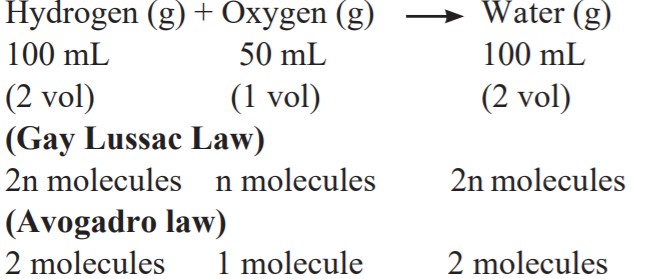 Hydrogen (g) + Oxygen (g) ⟶ Water (g)
100 mL 50 mL 100 mL
(2 vol) (1 vol) (2 vol)
(Gay Lussac Law)
2n molecules n molecules 2n molecules
(Avogadro law)
2 molecules 1 molecule 2 molecules